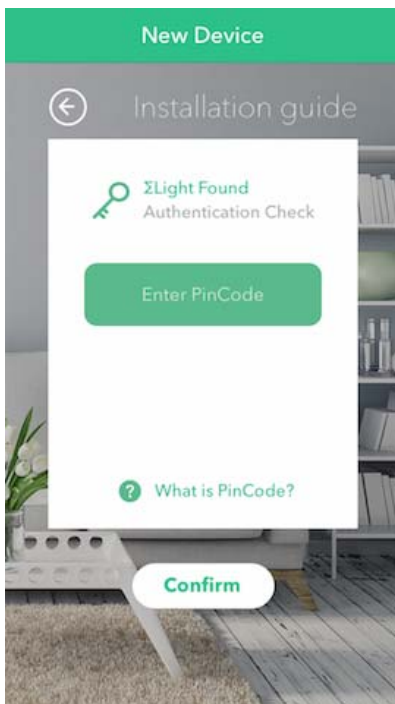 New Device
Installation guide
ΣLight Found
Authentication Check
Enter PinCode
? What is PinCode?
Confirm